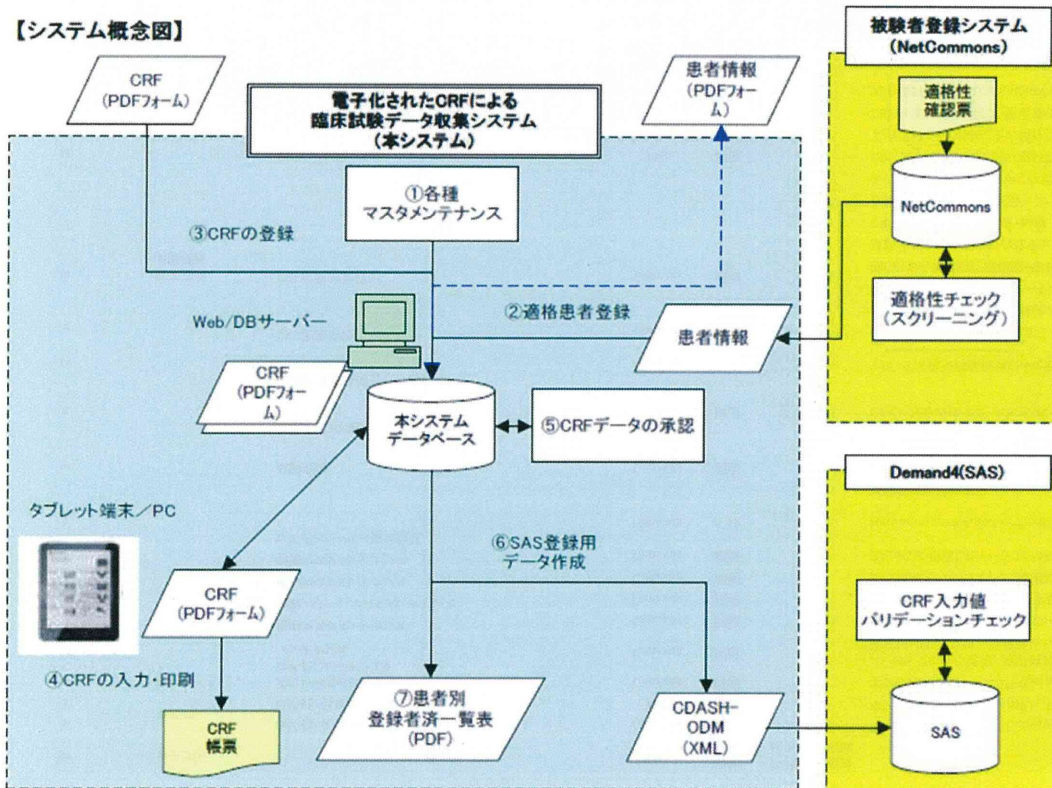 【システム概念図】
CRF
(PDFフォーム)
電子化されたCRFによる
臨床試験データ収集システム
(本システム)
患者情報
(PDFフォー
ム)
被験者登録システム
(NetCommons)
適格性
確認票
NetCommons
適格性チェック
(スクリーニング)
①各種
マスタメンテナンス
③CRFの登録
②適格患者登録
患者情報
Web/DBサーバー
CRF
(PDFフォー
ム)
本システム
データベース
⑤CRFデータの承認
タブレット端末／PC
CRF
(PDFフォーム)
④CRFの入力・印刷
CRF
帳票
⑥SAS登録用
データ作成
⑦患者別
登録者済一覧表
(PDF)
CDASH-
ODM
(XML)
Demand4(SAS)
CRF入力値
バリデーションチェック
SAS